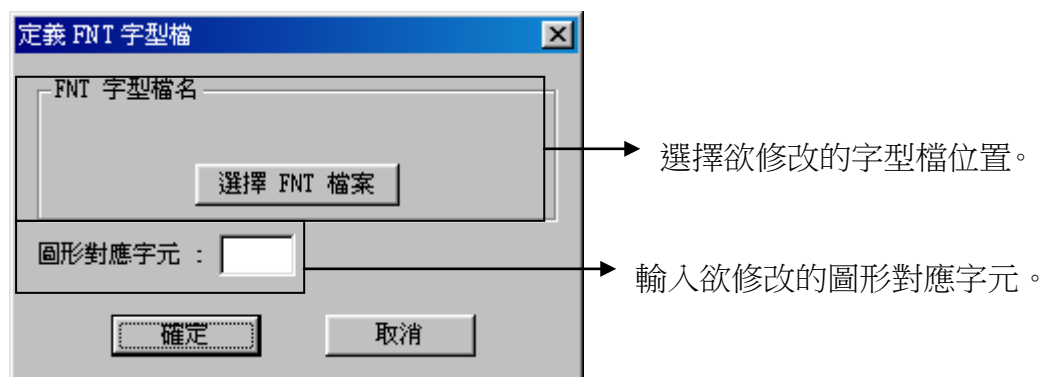 定義 FNT 字型檔
FNT 字型檔名
選擇 FNT 檔案
選擇欲修改的字型檔位置。
圖形對應字元 :
輸入欲修改的圖形對應字元。
確定
取消